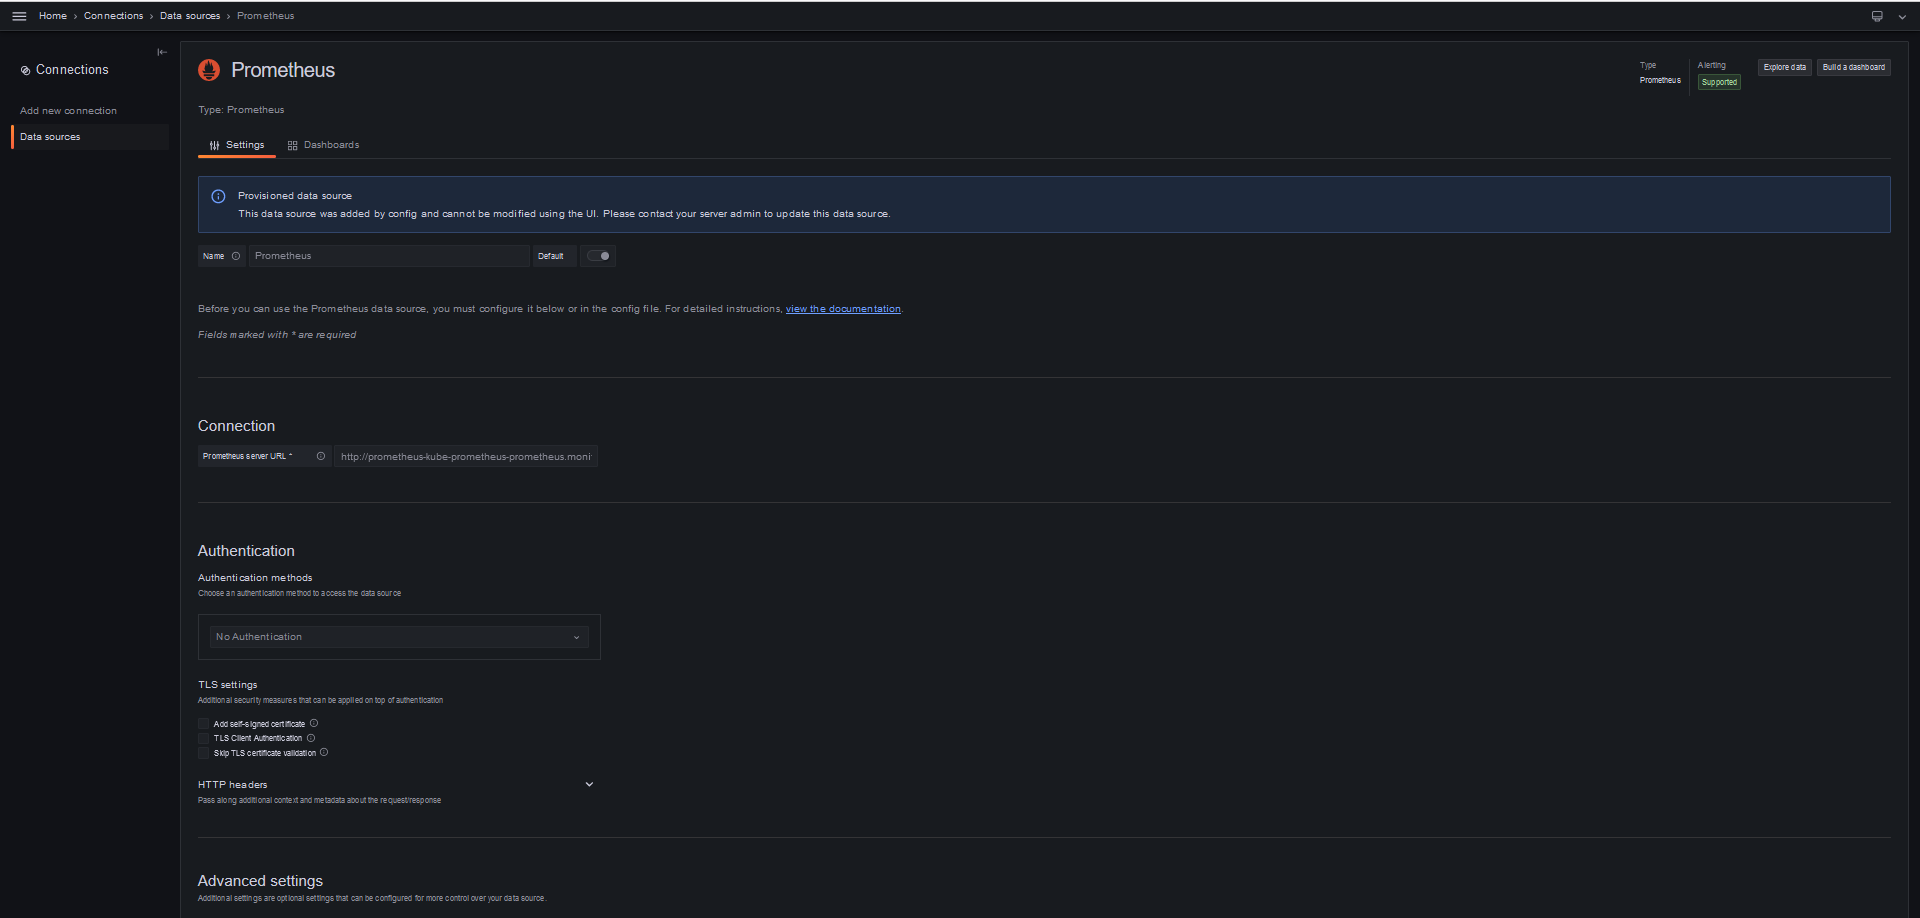 Home › Connections › Data sources › Prometheus
Connections
Add new connection
Data sources
Prometheus
Type
Prometheus
Alerting
Supported
Explore data
Build a dashboard
Type: Prometheus
Settings
Dashboards
Provisioned data source
This data source was added by config and cannot be modified using the UI. Please contact your server admin to update this data source.
Name
Prometheus
Default
Before you can use the Prometheus data source, you must configure it below or in the config file. For detailed instructions, view the documentation.
Fields marked with * are required
Connection
Prometheus server URL *
http://prometheus-kube-prometheus-prometheus.moni
Authentication
Authentication methods
Choose an authentication method to access the data source
No Authentication
TLS settings
Additional security measures that can be applied on top of authentication
Add self-signed certificate
TLS Client Authentication
Skip TLS certificate validation
HTTP headers
Pass along additional context and metadata about the request/response
Advanced settings
Additional settings are optional settings that can be configured for more control over your data source.